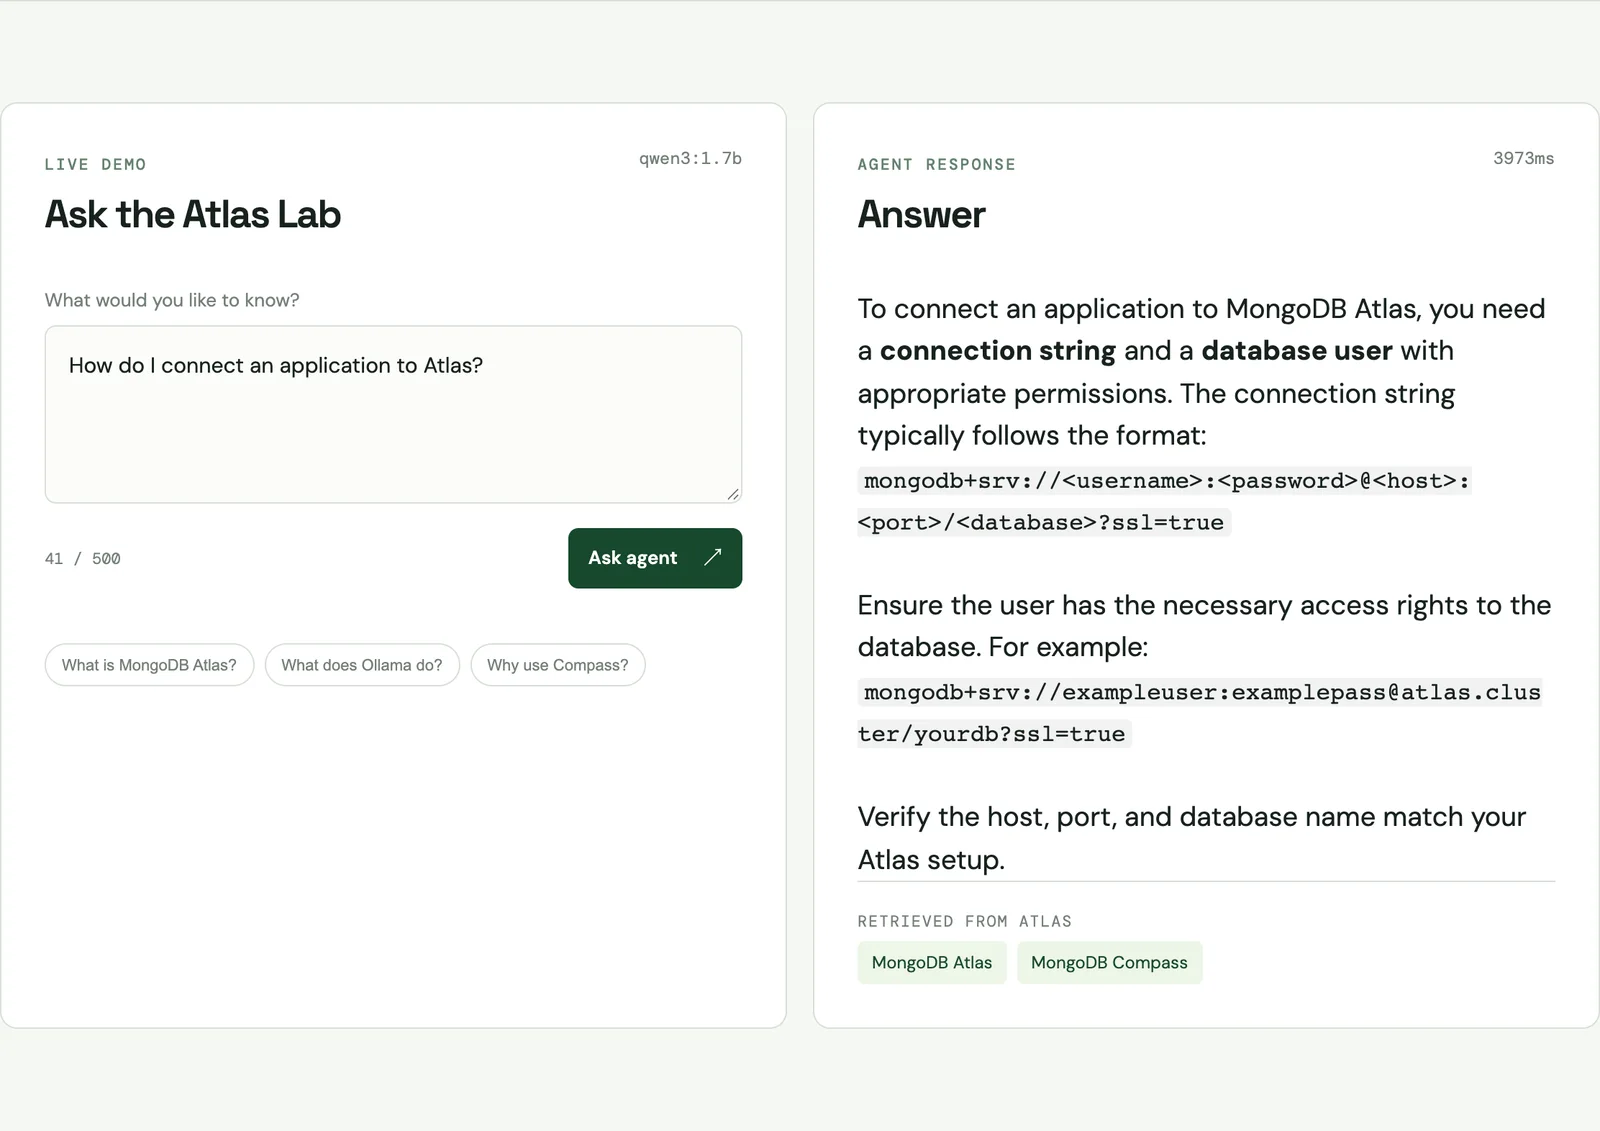 LIVE DEMO
qwen3:1.7b
Ask the Atlas Lab
What would you like to know?
How do I connect an application to Atlas?
41 / 500
Ask agent ↗
What is MongoDB Atlas?
What does Ollama do?
Why use Compass?
AGENT RESPONSE
3973ms
Answer
To connect an application to MongoDB Atlas, you need
a connection string and a database user with
appropriate permissions. The connection string
typically follows the format:
mongodb+srv://<username>:<password>@<host>:
<port>/<database>?ssl=true
Ensure the user has the necessary access rights to the
database. For example:
mongodb+srv://exampleuser:examplepass@atlas.clus
ter/yourdb?ssl=true
Verify the host, port, and database name match your
Atlas setup.
RETRIEVED FROM ATLAS
MongoDB Atlas
MongoDB Compass